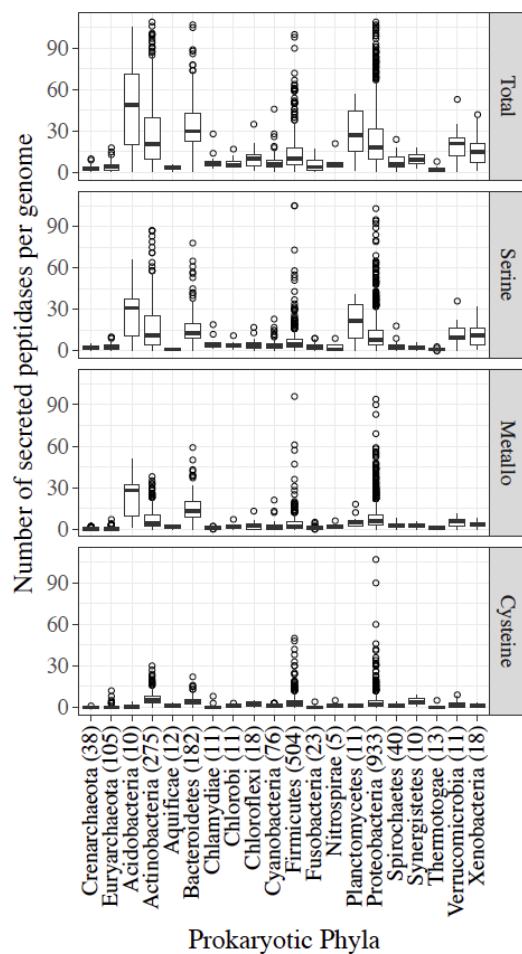 Number of secreted peptidases per genome
90
60
30
0
Total
90
60
30
0
Serine
90
60
30
0
Metallo
90
60
30
0
Cysteine
Crenarchaeota (38)
Euryarchaeota (105)
Acidobacteria (10)
Actinobacteria (275)
Aquificae (12)
Bacteroidetes (182)
Chlamydiae (11)
Chlorobi (11)
Chloroflexi (18)
Cyanobacteria (76)
Firmicutes (504)
Fusobacteria (23)
Nitrospirae (5)
Planctomycetes (11)
Proteobacteria (933)
Spirochaetes (40)
Synergistetes (10)
Thermotogae (13)
Verrucomicrobia (11)
Xenobacteria (18)
Prokaryotic Phyla